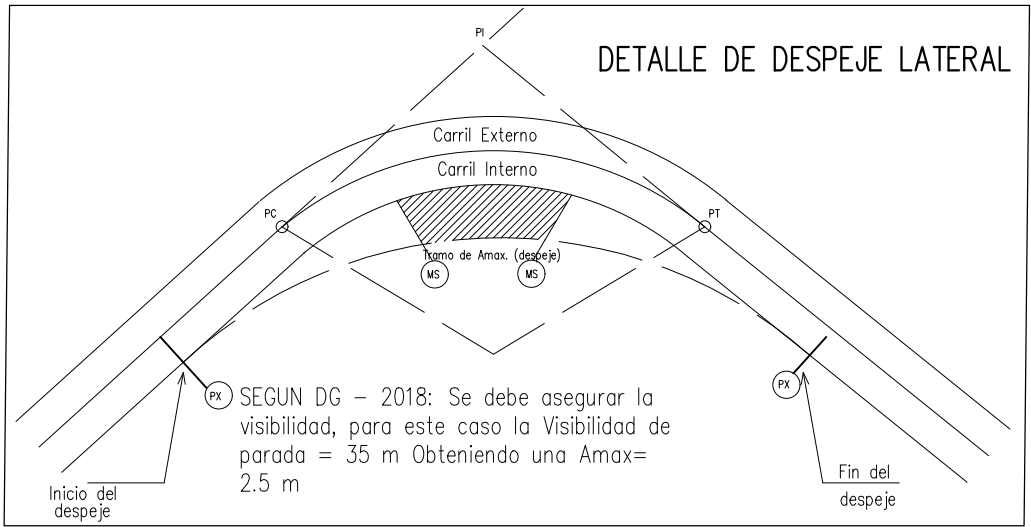 PI
DETALLE DE DESPEJE LATERAL
Carril Externo
Carril Interno
PC
PT
Tramo de Amax. (despeje)
MS
MS
PX
PX
SEGUN DG - 2018: Se debe asegurar la
visibilidad, para este caso la Visibilidad de
parada = 35 m Obteniendo una Amax=
2.5 m
Inicio del
despeje
Fin del
despeje